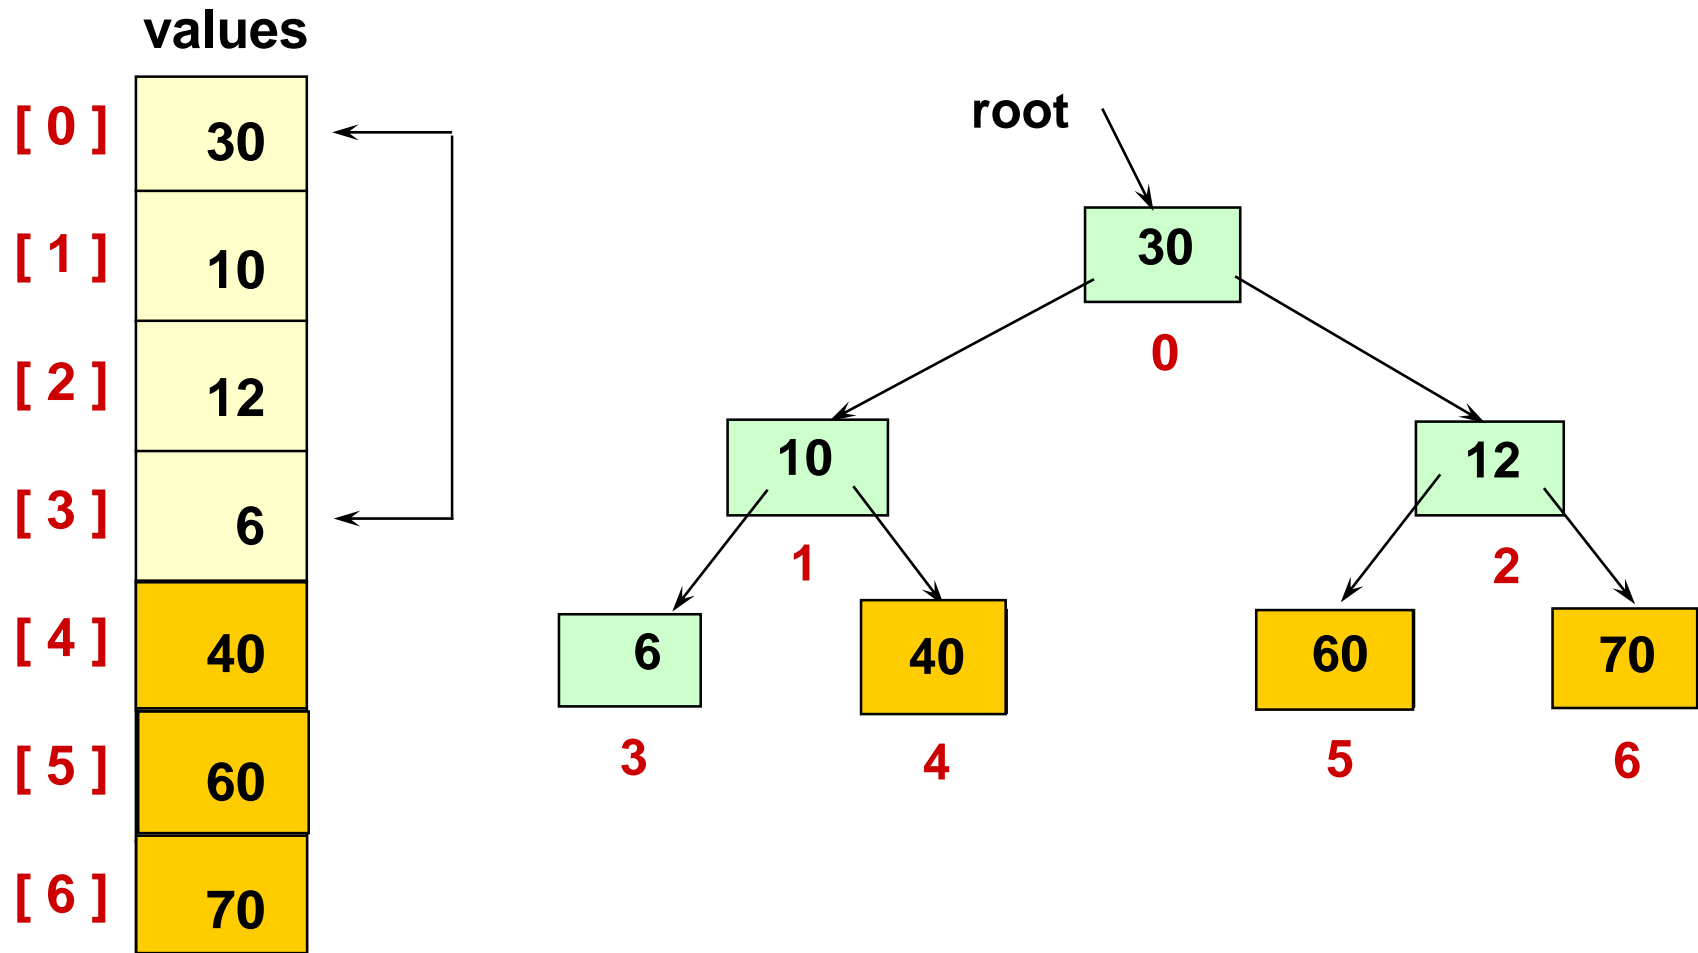 values
[ 0 ] 30
[ 1 ] 10
[ 2 ] 12
[ 3 ] 6
[ 4 ] 40
[ 5 ] 60
[ 6 ] 70
root
30
0
10 12
1 2
6 40 60 70
3 4 5 6